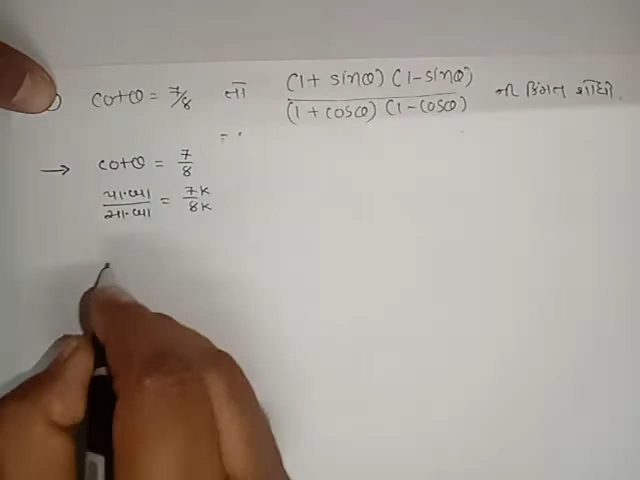 cotθ = 7/8 તો (1 + sinθ) (1 - sinθ) / (1 + cosθ) (1 - cosθ) ની કિંમત શોધો.
→ cotθ = 7/8
પા.બા / સા.બા = 7k / 8k